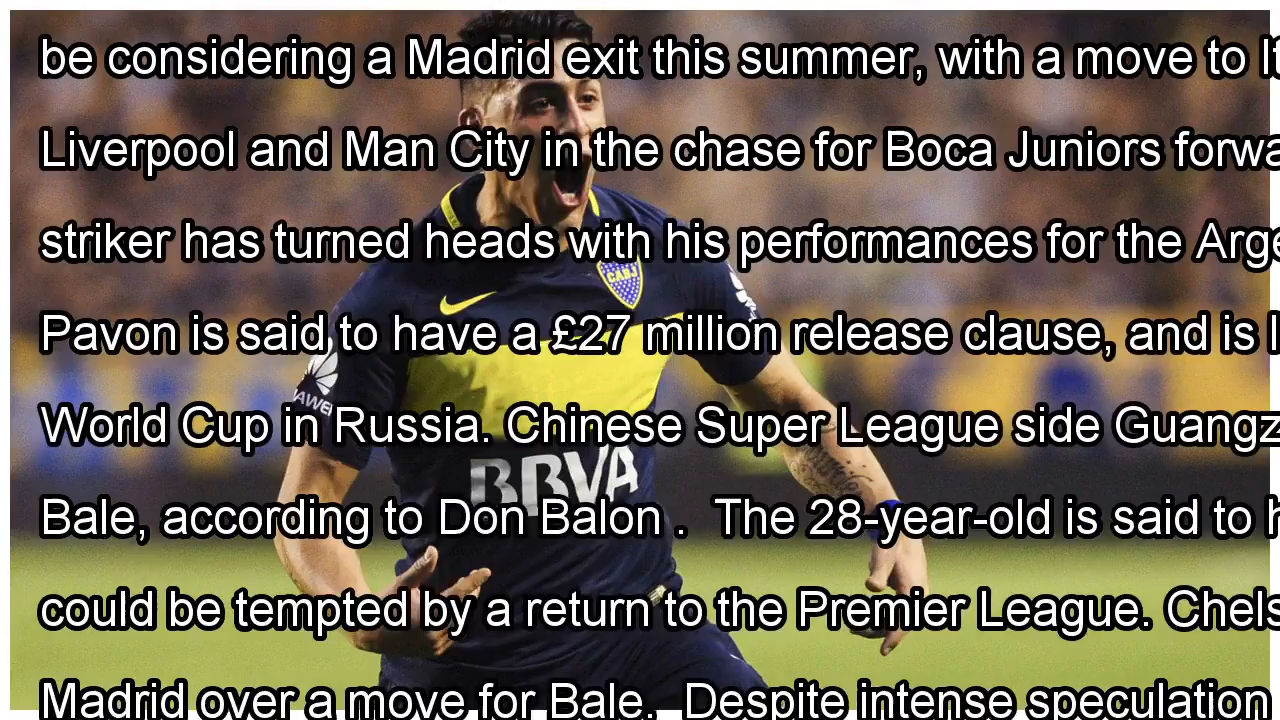 be considering a Madrid exit this summer, with a move to
Liverpool and Man City in the chase for Boca Juniors
striker has turned heads with his performances for the
Pavon is said to have a £27 million release clause, and is
World Cup in Russia. Chinese Super League side
Bale, according to Don Balon .  The 28-year-old is said to
could be tempted by a return to the Premier League.
Madrid over a move for Bale.  Despite intense speculation
CABJ
BBVA